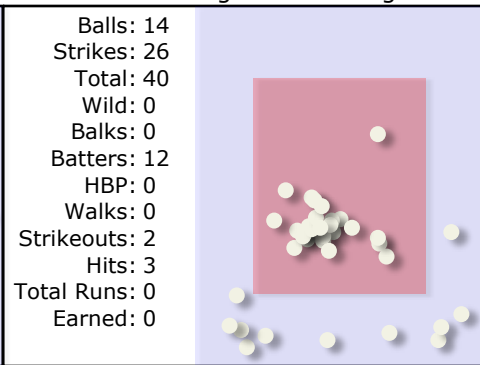 Balls: 14
Strikes: 26
Total: 40
Wild: 0
Balks: 0
Batters: 12
HBP: 0
Walks: 0
Strikeouts: 2
Hits: 3
Total Runs: 0
Earned: 0